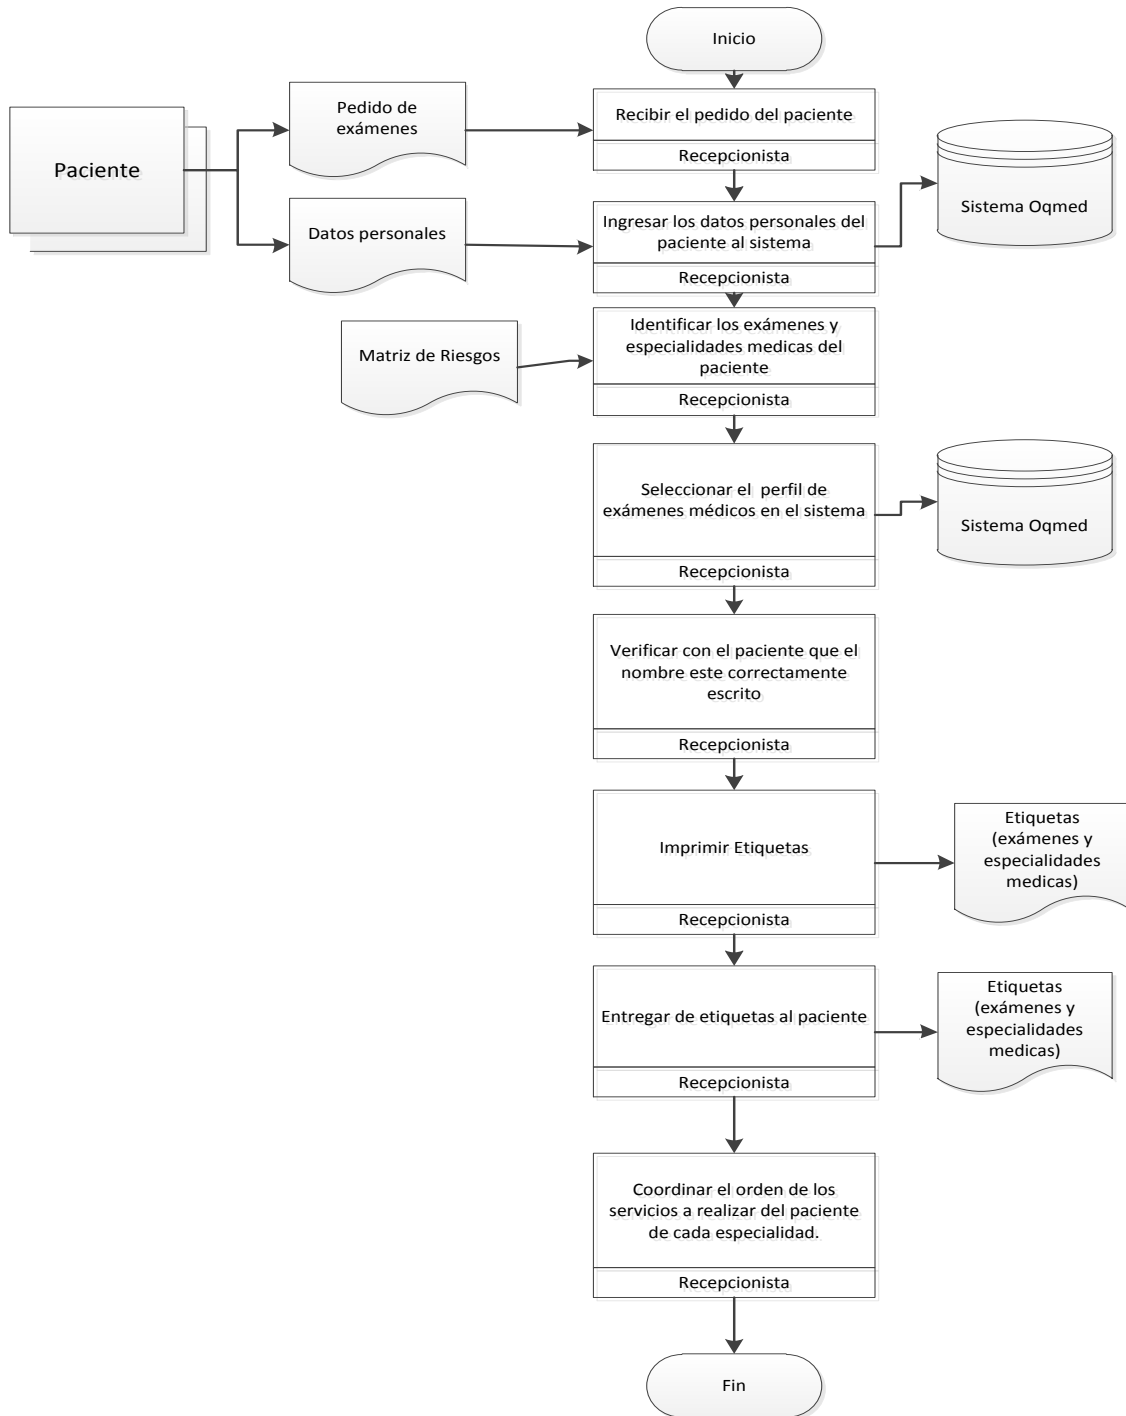 Inicio
Pedido de
exámenes
Recibir el pedido del paciente
Recepcionista
Paciente
Datos personales
Ingresar los datos personales del
paciente al sistema
Recepcionista
Sistema Oqmed
Matriz de Riesgos
Identificar los exámenes y
especialidades medicas del
paciente
Recepcionista
Seleccionar el  perfil de
exámenes médicos en el sistema
Recepcionista
Sistema Oqmed
Verificar con el paciente que el
nombre este correctamente
escrito
Recepcionista
Imprimir Etiquetas
Recepcionista
Etiquetas
(exámenes y
especialidades
medicas)
Entregar de etiquetas al paciente
Recepcionista
Etiquetas
(exámenes y
especialidades
medicas)
Coordinar el orden de los
servicios a realizar del paciente
de cada especialidad.
Recepcionista
Fin